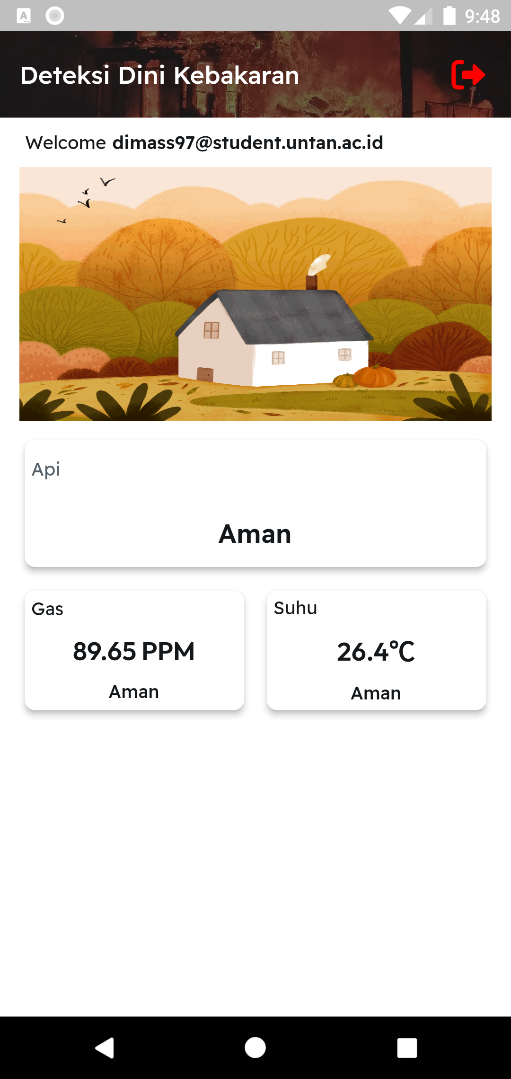 9:48
Deteksi Dini Kebakaran
Welcome dimass97@student.untan.ac.id
Api
Aman
Gas
89.65 PPM
Aman
Suhu
26.4°C
Aman